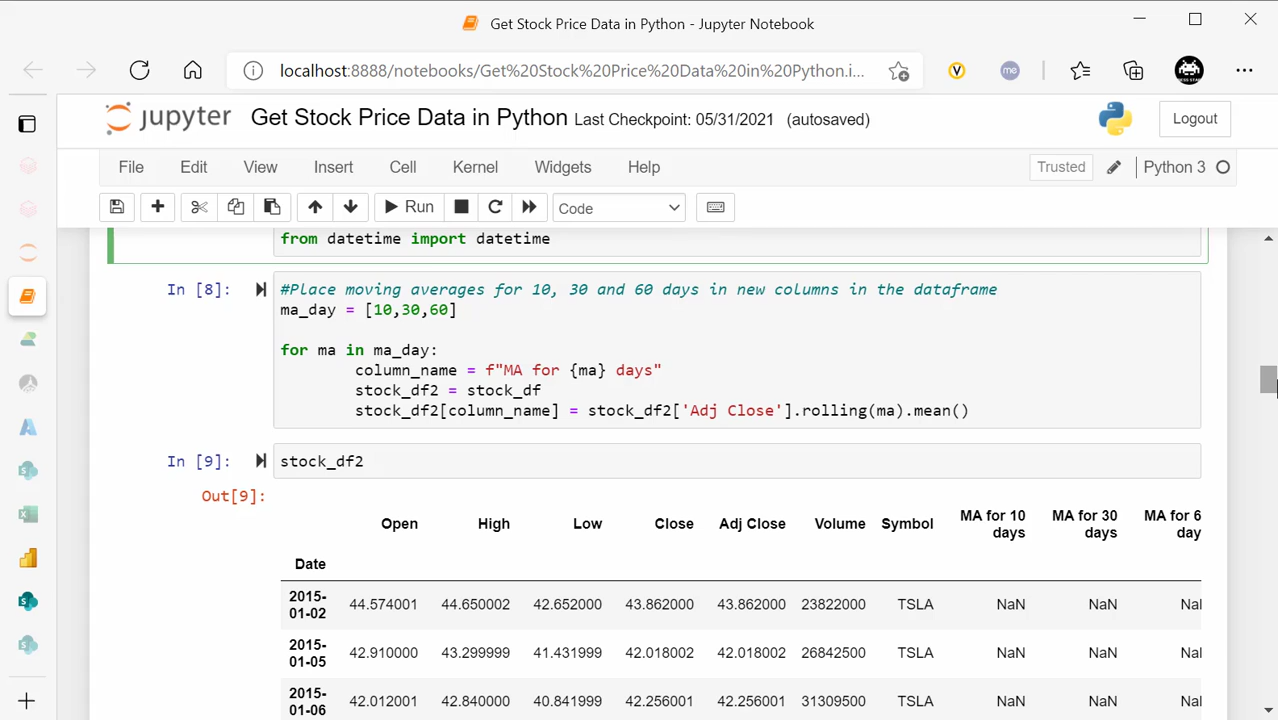 Get Stock Price Data in Python - Jupyter Notebook
localhost:8888/notebooks/Get%20Stock%20Price%20Data%20in%20Python.i...
V
me
jupyter Get Stock Price Data in Python Last Checkpoint: 05/31/2021 (autosaved)
Logout
File Edit View Insert Cell Kernel Widgets Help
Trusted
Python 3
Run
Code
from datetime import datetime
In [8]:
#Place moving averages for 10, 30 and 60 days in new columns in the dataframe
ma_day = [10,30,60]
for ma in ma_day:
column_name = f"MA for {ma} days"
stock_df2 = stock_df
stock_df2[column_name] = stock_df2['Adj Close'].rolling(ma).mean()
In [9]:
stock_df2
Out[9]:
Open High Low Close Adj Close Volume Symbol MA for 10 days MA for 30 days MA for 6 day
Date
2015-01-02 44.574001 44.650002 42.652000 43.862000 43.862000 23822000 TSLA NaN NaN Nal
2015-01-05 42.910000 43.299999 41.431999 42.018002 42.018002 26842500 TSLA NaN NaN Nal
2015-01-06 42.012001 42.840000 40.841999 42.256001 42.256001 31309500 TSLA NaN NaN Nal